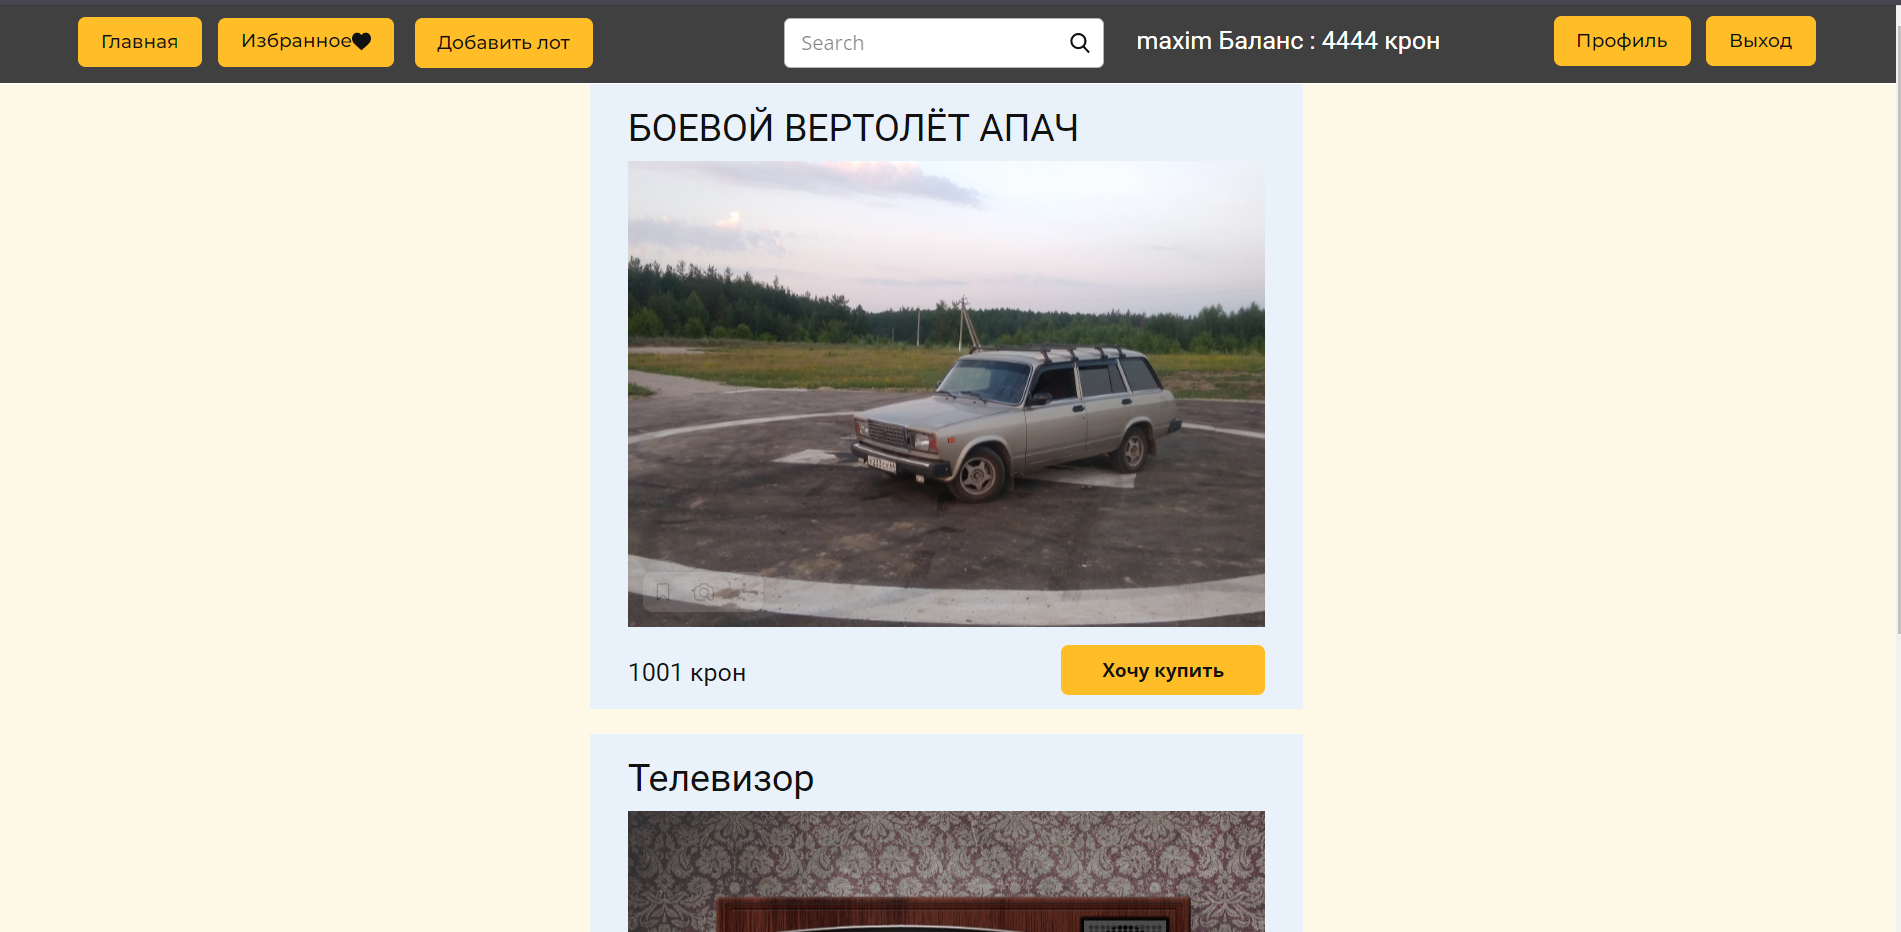 Главная Избранное Добавить лот Search maxim Баланс : 4444 крон Профиль Выход
БОЕВОЙ ВЕРТОЛЁТ АПАЧ
1001 крон Хочу купить
Телевизор